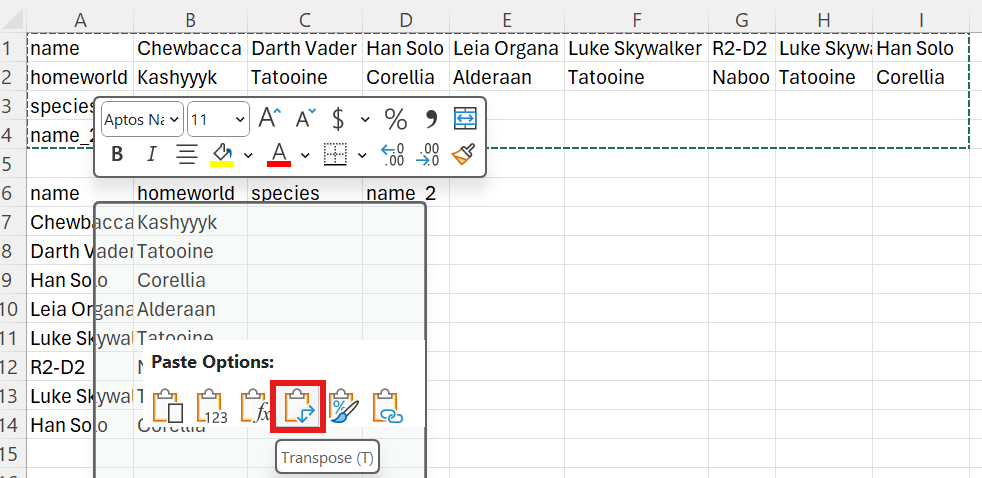 A B C D E F G H I
1 name Chewbacca Darth Vader Han Solo Leia Organa Luke Skywalker R2-D2 Luke Skywa Han Solo
2 homeworld Kashyyyk Tatooine Corellia Alderaan Tatooine Naboo Tatooine Corellia
3 species
Aptos Na 11 A A $ % ,
4 name_2
B I A .00 .00
5
6 name homeworld species name_2
7 Chewbacca Kashyyyk
8 Darth Vader Tatooine
9 Han Solo Corellia
10 Leia Organa Alderaan
11 Luke Skywal Tatooine
Paste Options:
12 R2-D2
13 Luke Skywa
123 fx %
14 Han Solo Corellia
15 Transpose (T)